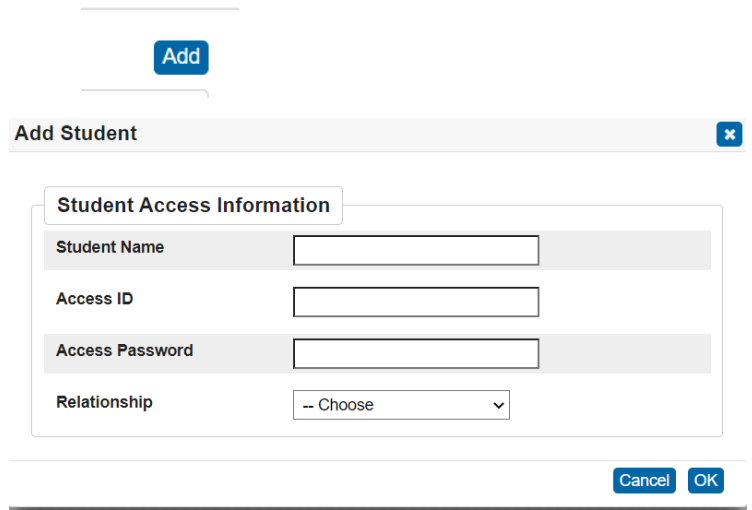 Add
Add Student
Student Access Information
Student Name
Access ID
Access Password
Relationship -- Choose
Cancel OK